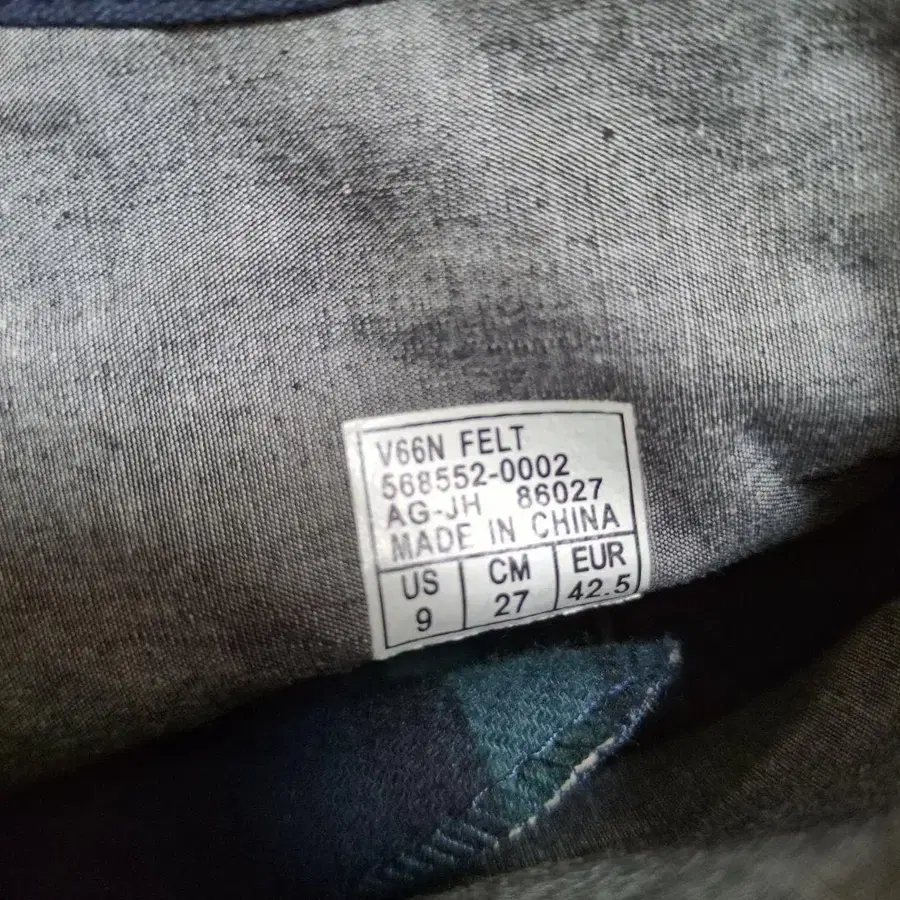 V66N FELT
568552-0002
AG-JH 86027
MADE IN CHINA
US CM EUR
9 27 42.5